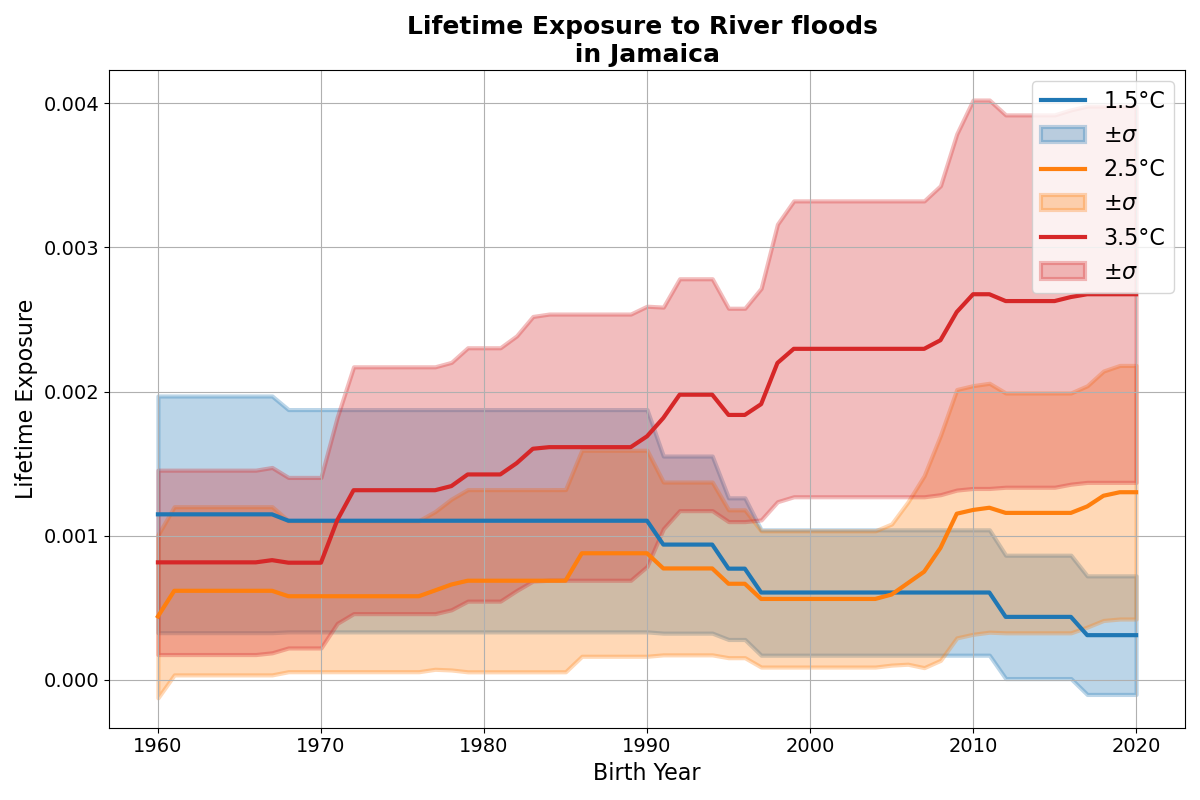 Lifetime Exposure to River floods
in Jamaica
Lifetime Exposure
0.004
0.003
0.002
0.001
0.000
1.5°C
±σ
2.5°C
±σ
3.5°C
±σ
1960 1970 1980 1990 2000 2010 2020
Birth Year